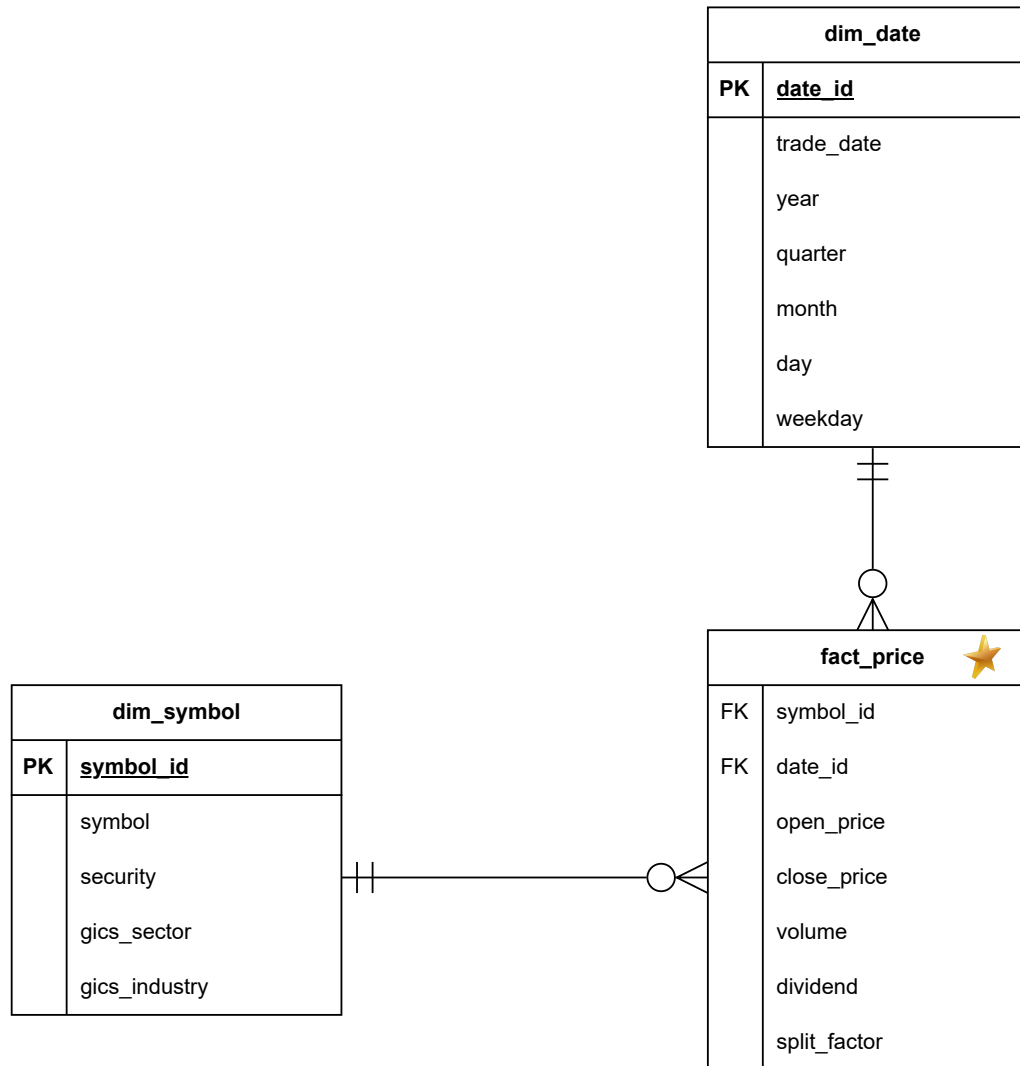 dim_date
PK date_id
trade_date
year
quarter
month
day
weekday
fact_price
FK symbol_id
FK date_id
open_price
close_price
volume
dividend
split_factor
dim_symbol
PK symbol_id
symbol
security
gics_sector
gics_industry